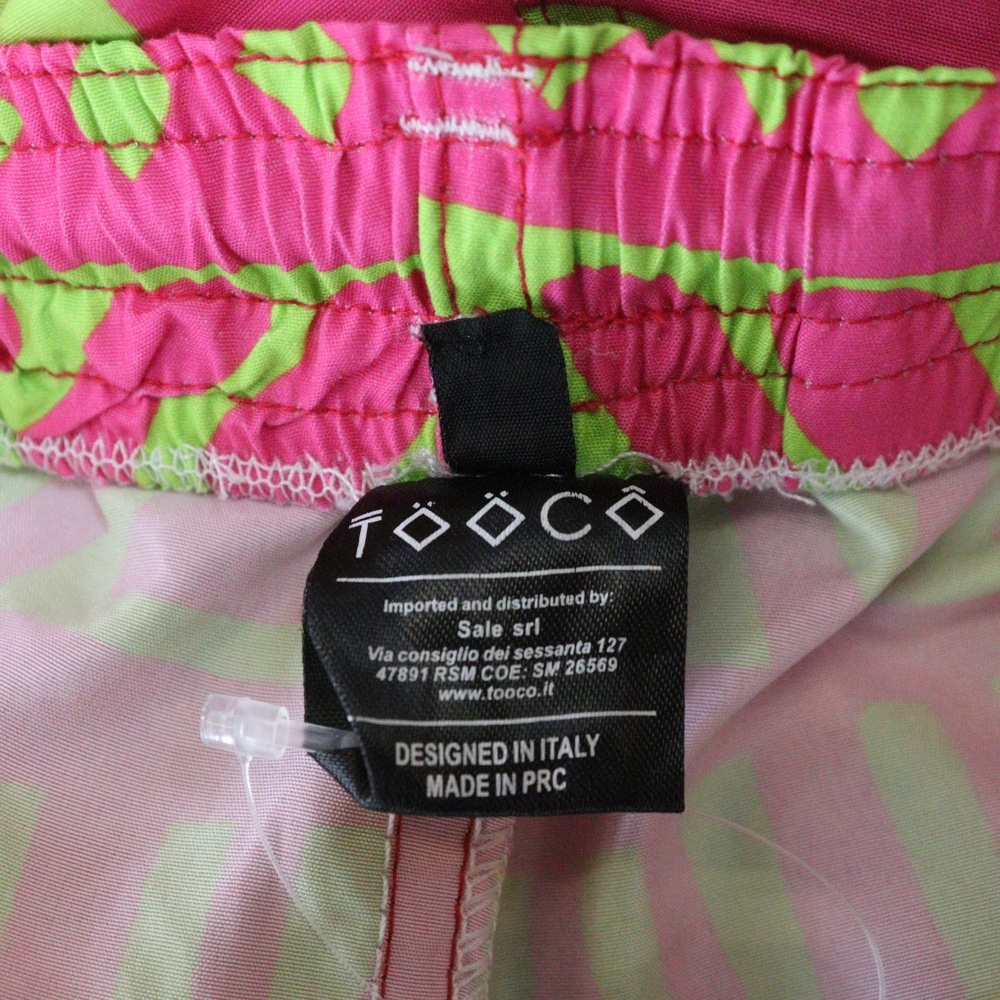 TÖÖCÔ
Imported and distributed by:
Sale srl
Via consiglio dei sessanta 127
47891 RSM COE: SM 26569
www.tooco.it
DESIGNED IN ITALY
MADE IN PRC